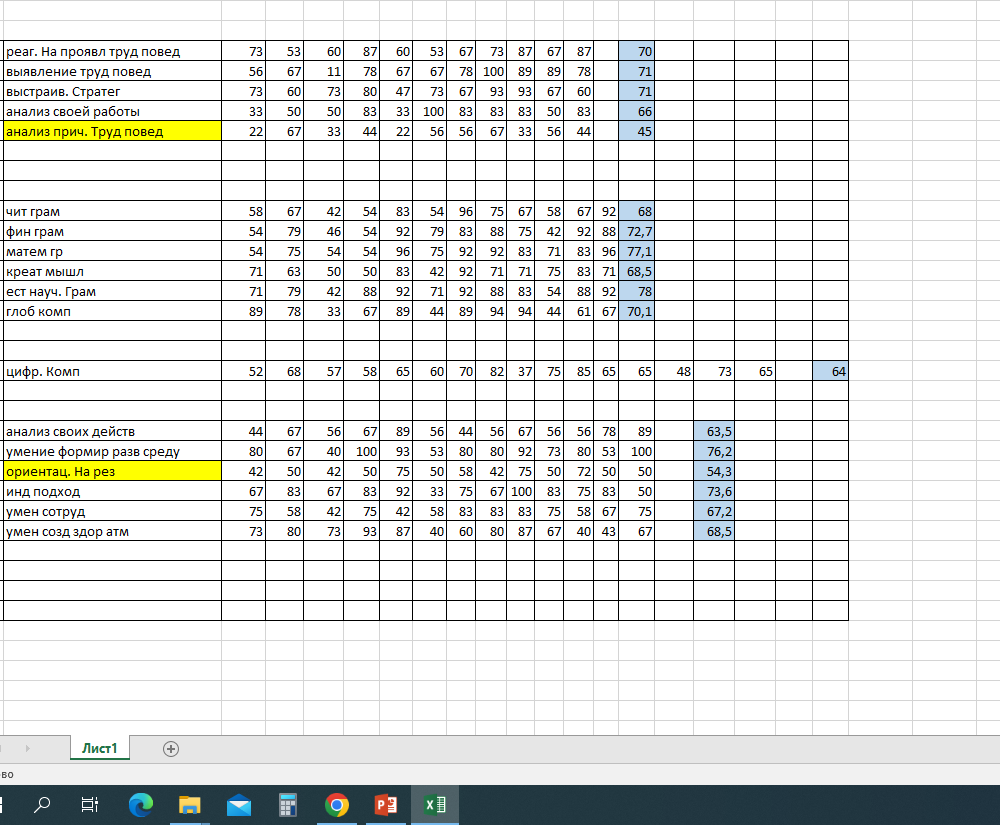 реаг. На проявл труд повед 73 53 60 87 60 53 67 73 87 67 87 70
выявление труд повед 56 67 11 78 67 67 78 100 89 89 78 71
выстраив. Стратег 73 60 73 80 47 73 67 93 93 67 60 71
анализ своей работы 33 50 50 83 33 100 83 83 83 50 83 66
анализ прич. Труд повед 22 67 33 44 22 56 56 67 33 56 44 45
чит грам 58 67 42 54 83 54 96 75 67 58 67 92 68
фин грам 54 79 46 54 92 79 83 88 75 42 92 88 72,7
матем гр 54 75 54 54 96 75 92 92 83 71 83 96 77,1
креат мышл 71 63 50 50 83 42 92 71 71 75 83 71 68,5
ест науч. Грам 71 79 42 88 92 71 92 88 83 54 88 92 78
глоб комп 89 78 33 67 89 44 89 94 94 44 61 67 70,1
цифр. Комп 52 68 57 58 65 60 70 82 37 75 85 65 65 48 73 65 64
анализ своих действ 44 67 56 67 89 56 44 56 67 56 56 78 89 63,5
умение формир разв среду 80 67 40 100 93 53 80 80 92 73 80 53 100 76,2
ориентац. На рез 42 50 42 50 75 50 58 42 75 50 72 50 50 54,3
инд подход 67 83 67 83 92 33 75 67 100 83 75 83 50 73,6
умен сотруд 75 58 42 75 42 58 83 83 83 75 58 67 75 67,2
умен созд здор атм 73 80 73 93 87 40 60 80 87 67 40 43 67 68,5
Лист1
во